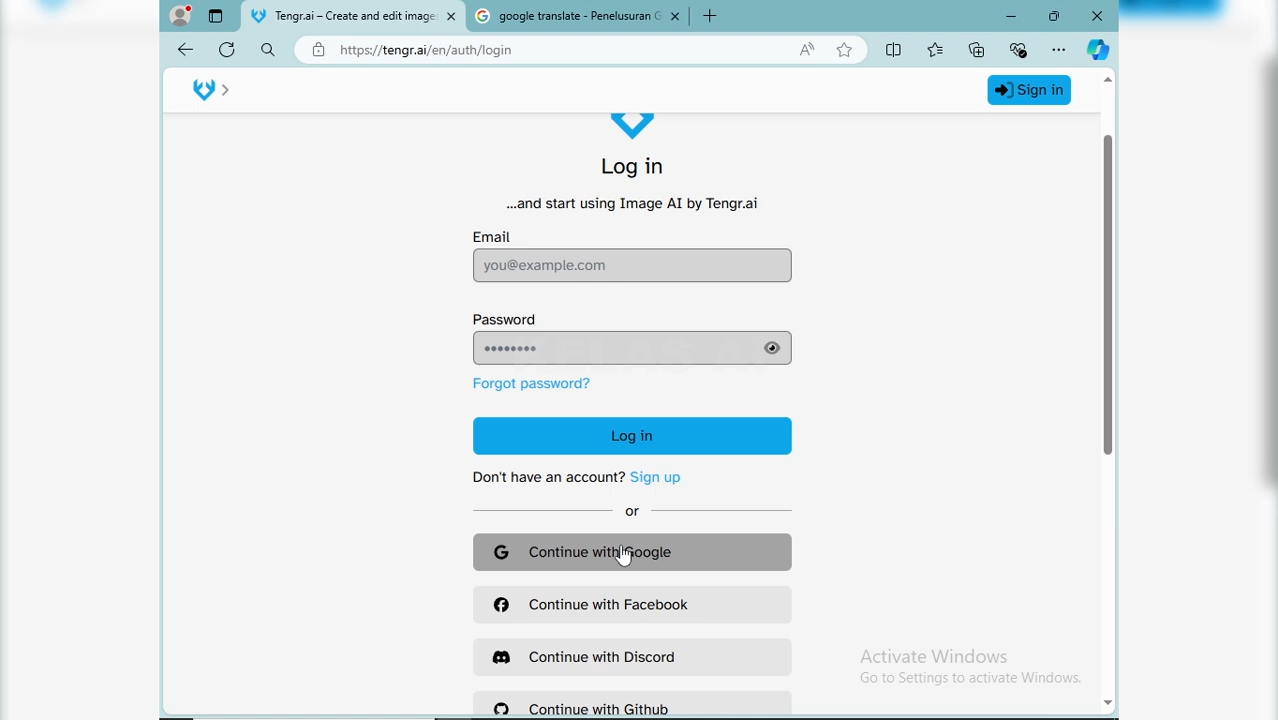 Tengr.ai – Create and edit image
google translate - Penelusuran G
https://tengr.ai/en/auth/login
Sign in
Log in
...and start using Image AI by Tengr.ai
Email
you@example.com
Password
KELAS AI
Forgot password?
Log in
Don't have an account? Sign up
or
Continue with Google
Continue with Facebook
Continue with Discord
Continue with Github
Activate Windows
Go to Settings to activate Windows.